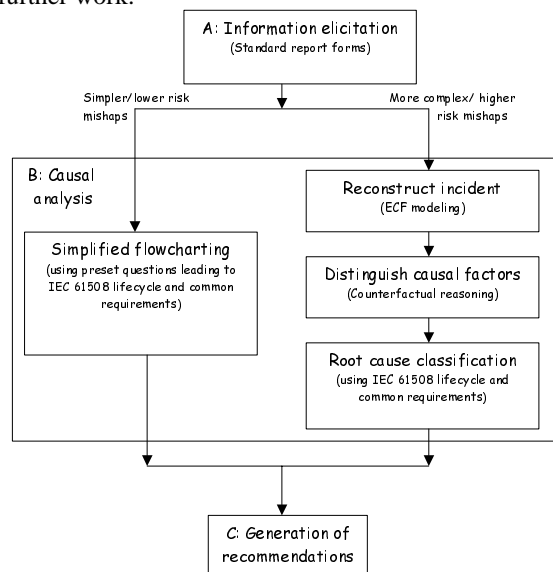 further work.
A: Information elicitation
(Standard report forms)
Simpler/lower risk
mishaps
More complex/ higher
risk mishaps
B: Causal
analysis
Simplified flowcharting
(using preset questions leading to
IEC 61508 lifecycle and common
requirements)
Reconstruct incident
(ECF modeling)
Distinguish causal factors
(Counterfactual reasoning)
Root cause classification
(using IEC 61508 lifecycle and
common requirements)
C: Generation of
recommendations